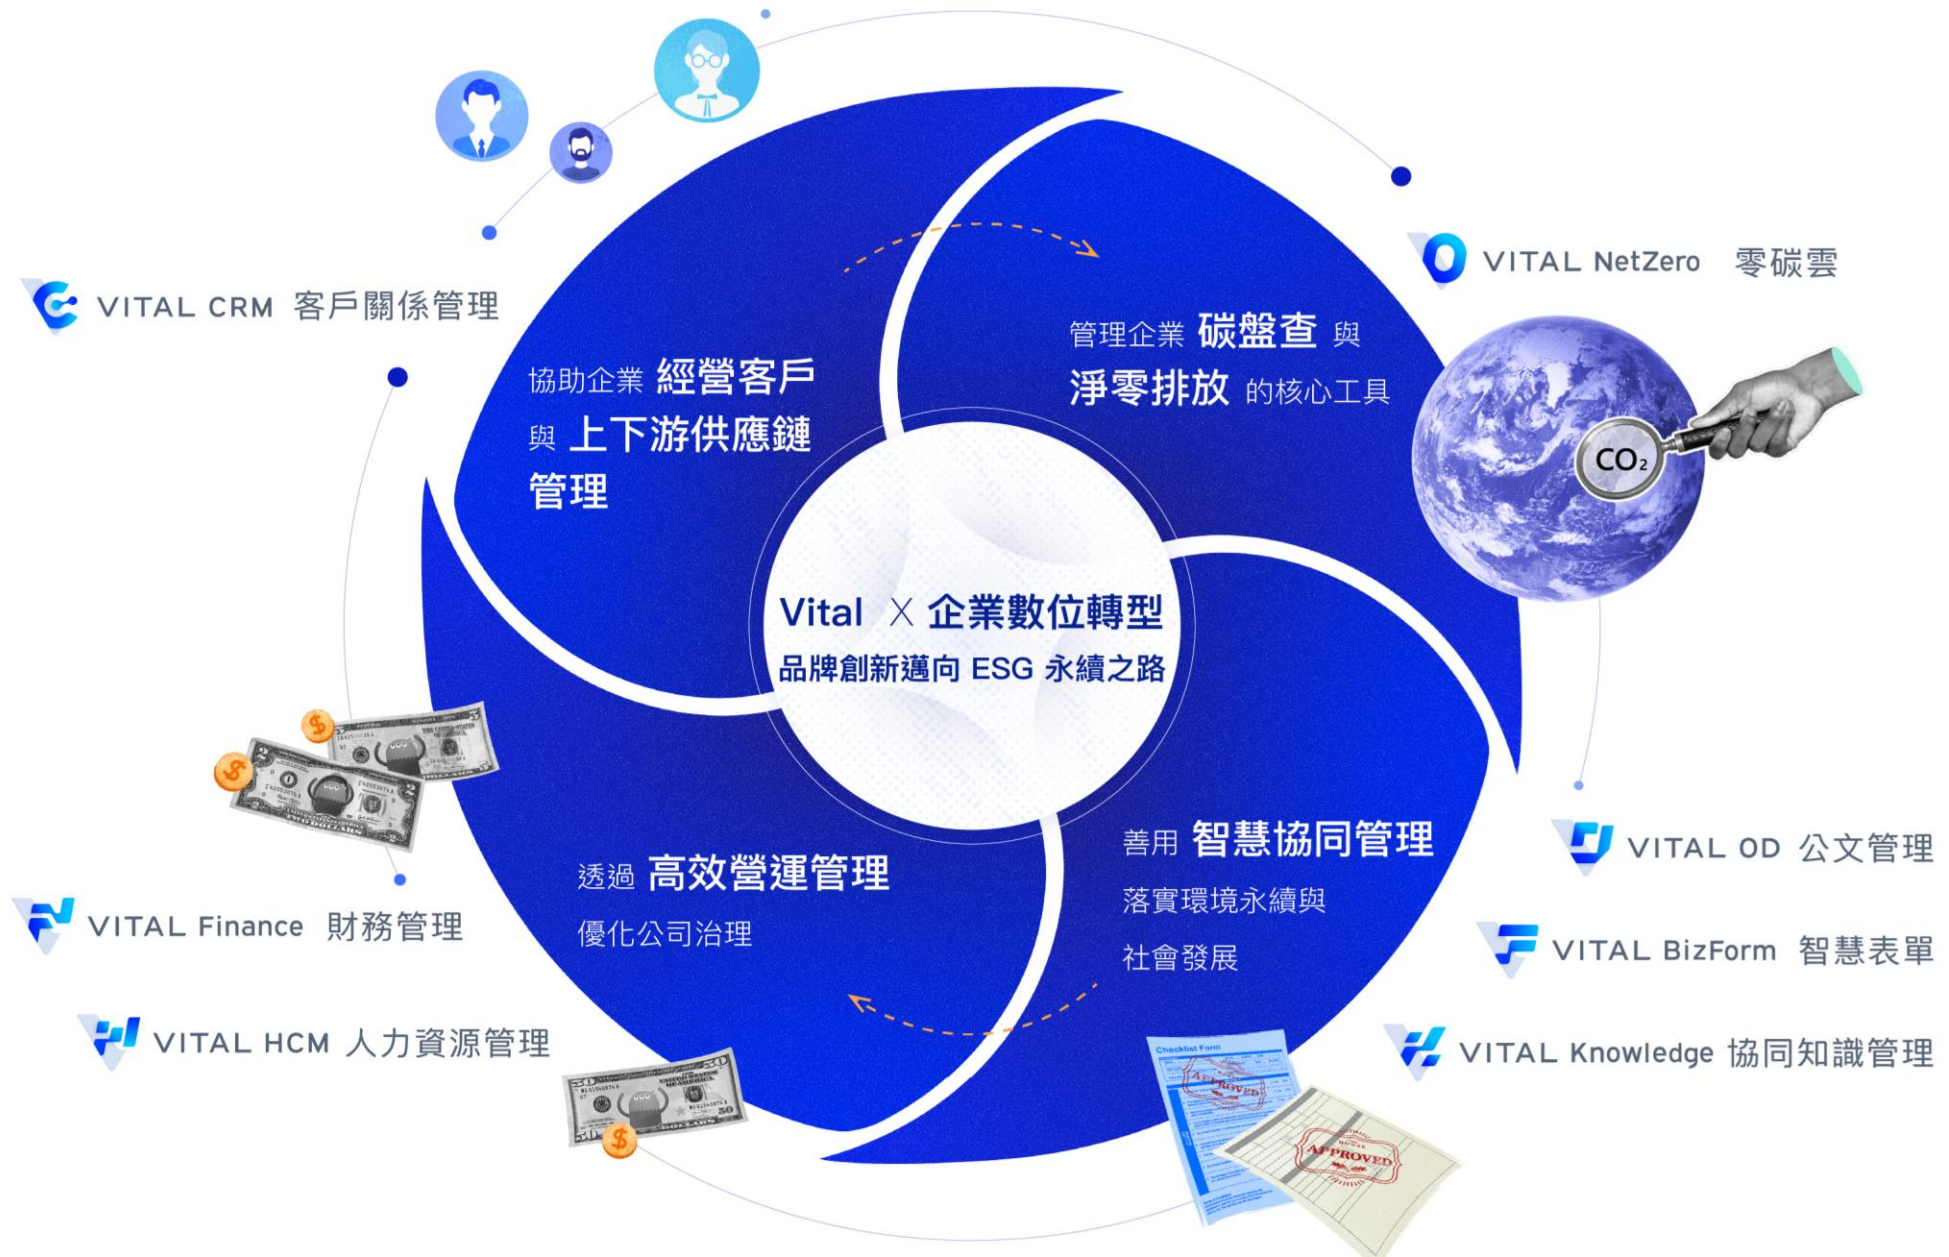 VITAL CRM 客戶關係管理
協助企業 經營客戶
與 上下游供應鏈
管理
VITAL NetZero 零碳雲
管理企業 碳盤查 與
淨零排放 的核心工具
CO₂
Vital X 企業數位轉型
品牌創新邁向 ESG 永續之路
透過 高效營運管理
優化公司治理
VITAL Finance 財務管理
VITAL HCM 人力資源管理
善用 智慧協同管理
落實環境永續與
社會發展
VITAL OD 公文管理
VITAL BizForm 智慧表單
VITAL Knowledge 協同知識管理
Checklist Form
APPROVED
APPROVED
TWO DOLLARS
50
50
50
50
DOLLARS